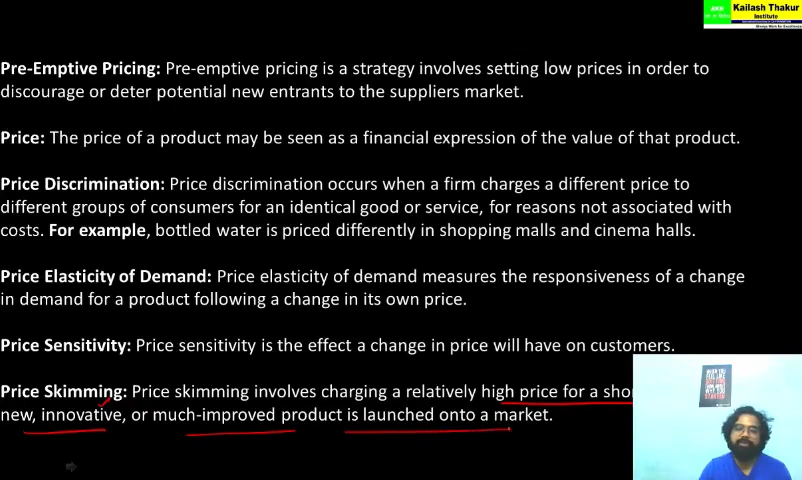 Kailash Thakur
Institute
Pre-Emptive Pricing: Pre-emptive pricing is a strategy involves setting low prices in order to
discourage or deter potential new entrants to the suppliers market.
Price: The price of a product may be seen as a financial expression of the value of that product.
Price Discrimination: Price discrimination occurs when a firm charges a different price to
different groups of consumers for an identical good or service, for reasons not associated with
costs. For example, bottled water is priced differently in shopping malls and cinema halls.
Price Elasticity of Demand: Price elasticity of demand measures the responsiveness of a change
in demand for a product following a change in its own price.
Price Sensitivity: Price sensitivity is the effect a change in price will have on customers.
Price Skimming: Price skimming involves charging a relatively high price for a
new, innovative, or much-improved product is launched onto a market.